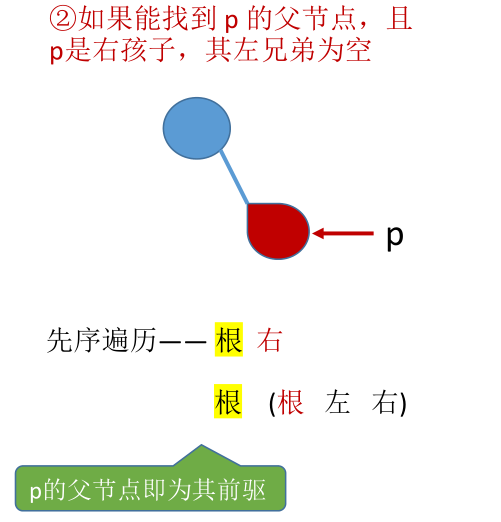 ②如果能找到 p 的父节点，且
p是右孩子，其左兄弟为空
p
先序遍历—— 根 右
根 (根 左 右)
p的父节点即为其前驱